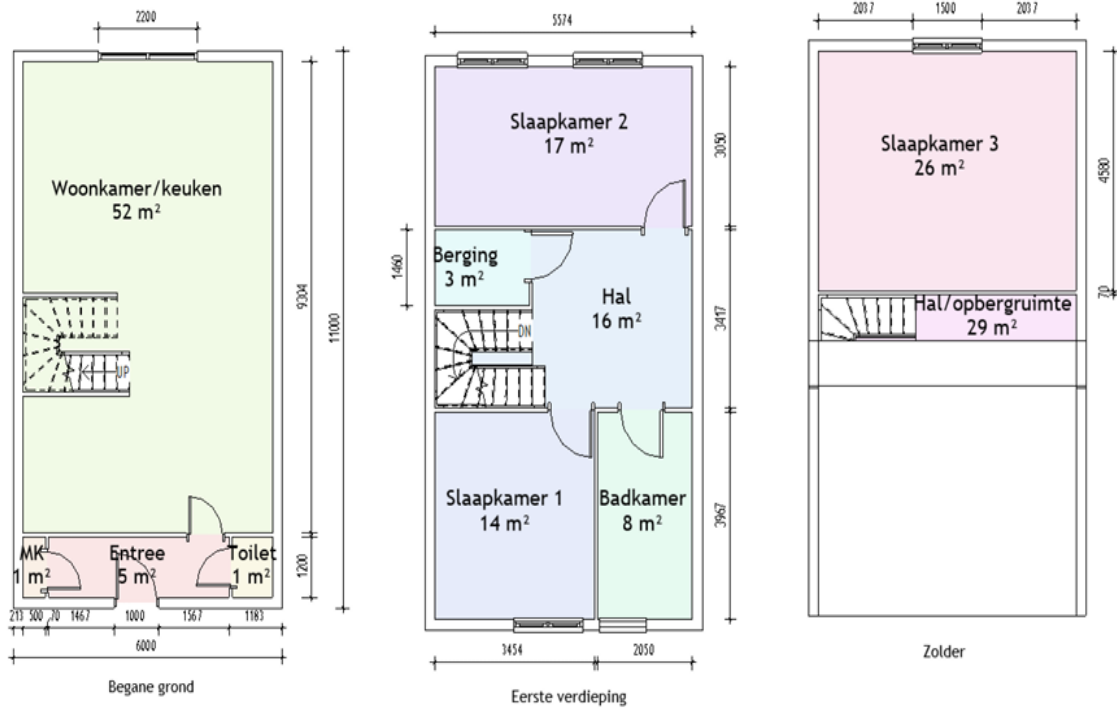 2200
Woonkamer/keuken
52 m²
UP
9304
11000
MK
1 m²
Entree
5 m²
Toilet
1 m²
1200
213 500 70 1467 1000 1567 1183
6000
Begane grond
5574
Slaapkamer 2
17 m²
3050
Berging
3 m²
1460
Hal
16 m²
DN
3417
Slaapkamer 1
14 m²
Badkamer
8 m²
3967
3454 2050
Eerste verdieping
2037 1500 2037
Slaapkamer 3
26 m²
4580
70
Hal/opbergruimte
29 m²
Zolder